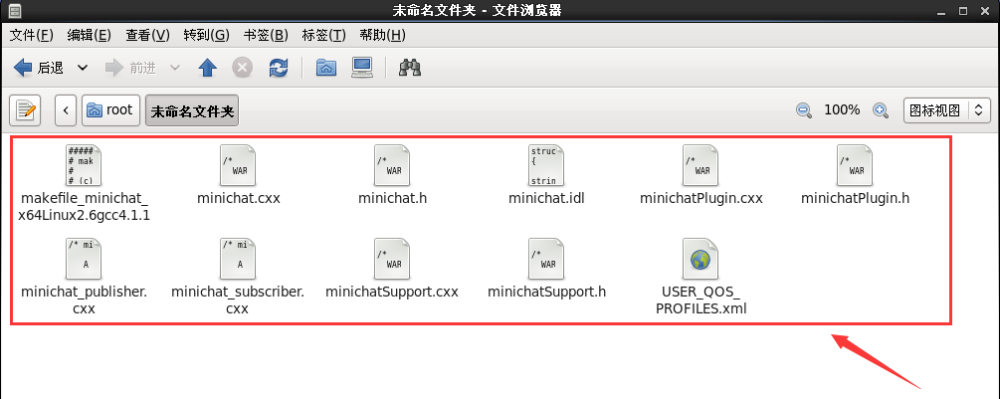 未命名文件夹 - 文件浏览器
文件(F) 编辑(E) 查看(V) 转到(G) 书签(B) 标签(T) 帮助(H)
后退 前进
root 未命名文件夹 100% 图标视图
#####
# mak
#
# (c)
makefile_minichat_
x64Linux2.6gcc4.1.1
/*
WAR
minichat.cxx
/*
WAR
minichat.h
struc
{
strin
minichat.idl
/*
WAR
minichatPlugin.cxx
/*
WAR
minichatPlugin.h
/* mi
A
minichat_publisher.
cxx
/* mi
A
minichat_subscriber.
cxx
/*
WAR
minichatSupport.cxx
/*
WAR
minichatSupport.h
USER_QOS_
PROFILES.xml